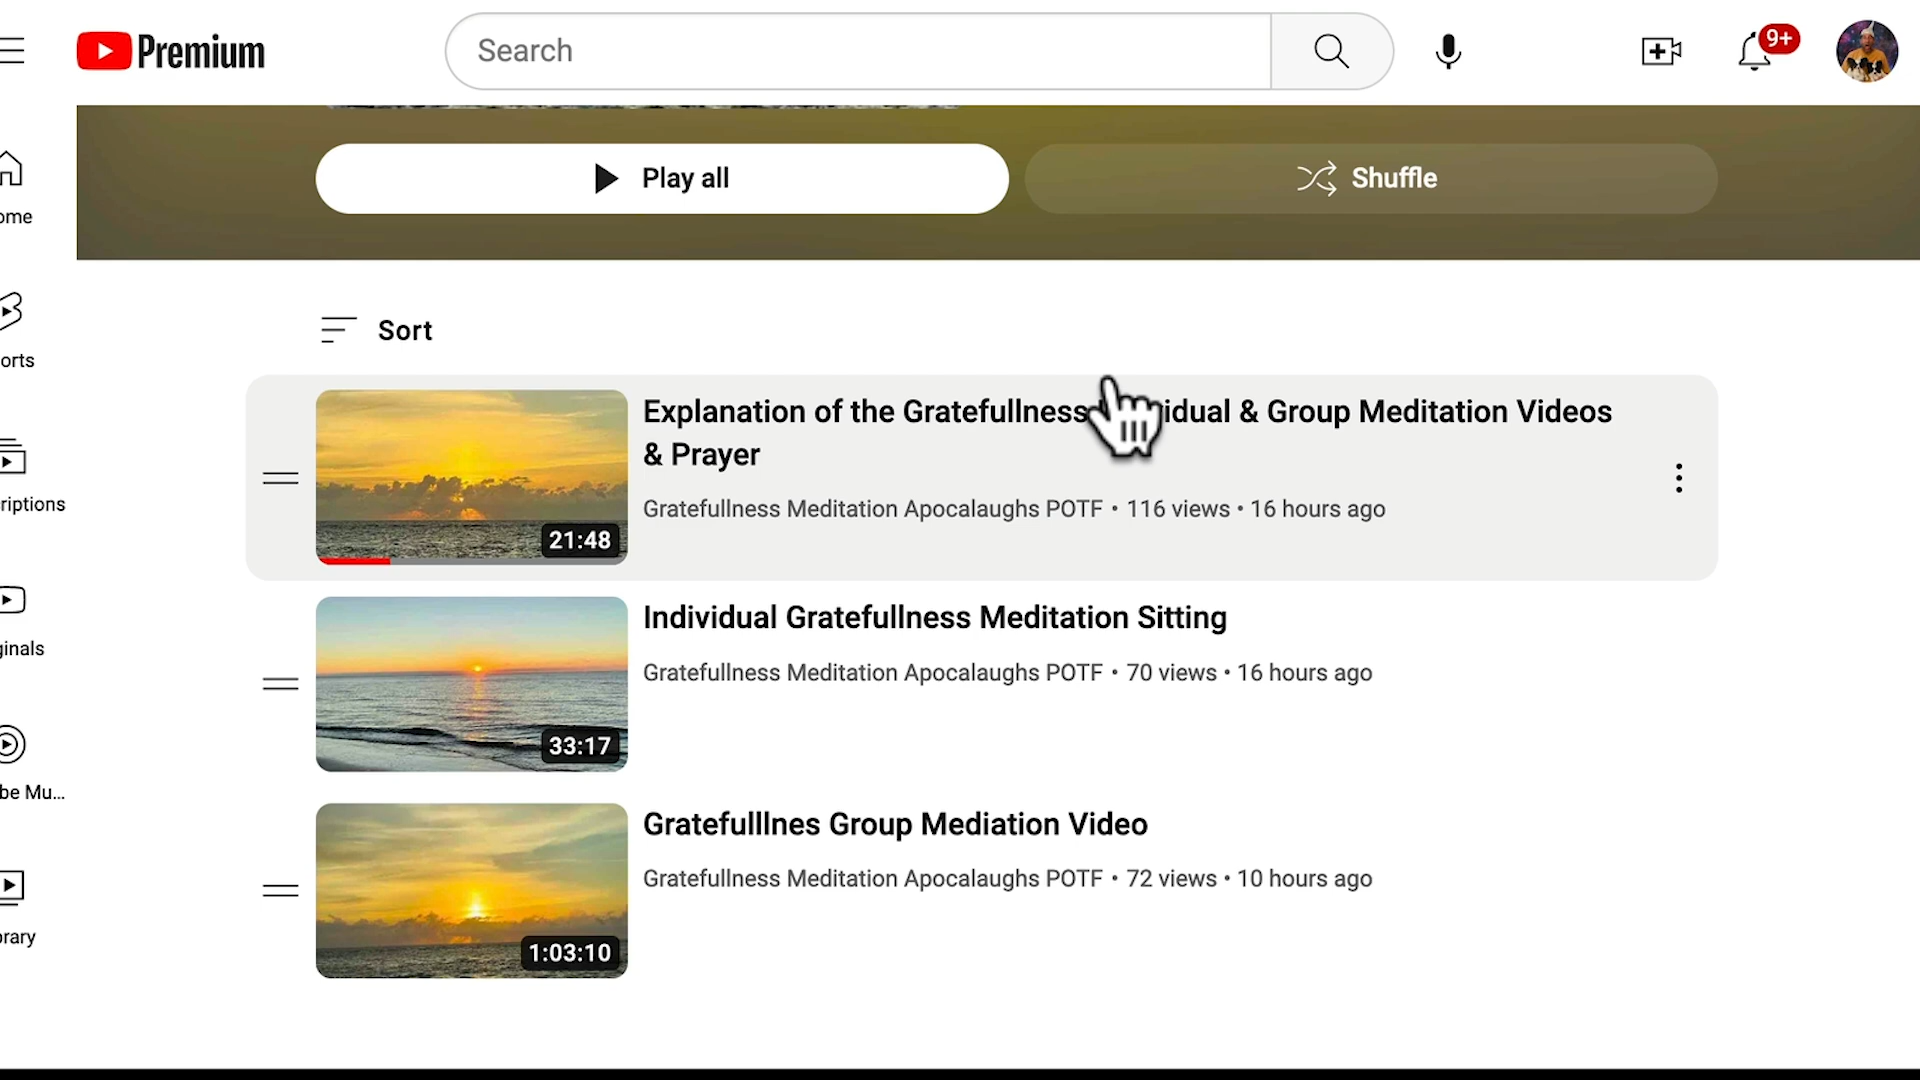 Premium
Search
9+
Play all
Shuffle
ome
Sort
orts
Explanation of the Gratefullness idual & Group Meditation Videos
& Prayer
Gratefullness Meditation Apocalaughs POTF • 116 views • 16 hours ago
21:48
riptions
Individual Gratefullness Meditation Sitting
Gratefullness Meditation Apocalaughs POTF • 70 views • 16 hours ago
33:17
ginals
be Mu...
Gratefulllnes Group Mediation Video
Gratefullness Meditation Apocalaughs POTF • 72 views • 10 hours ago
1:03:10
brary